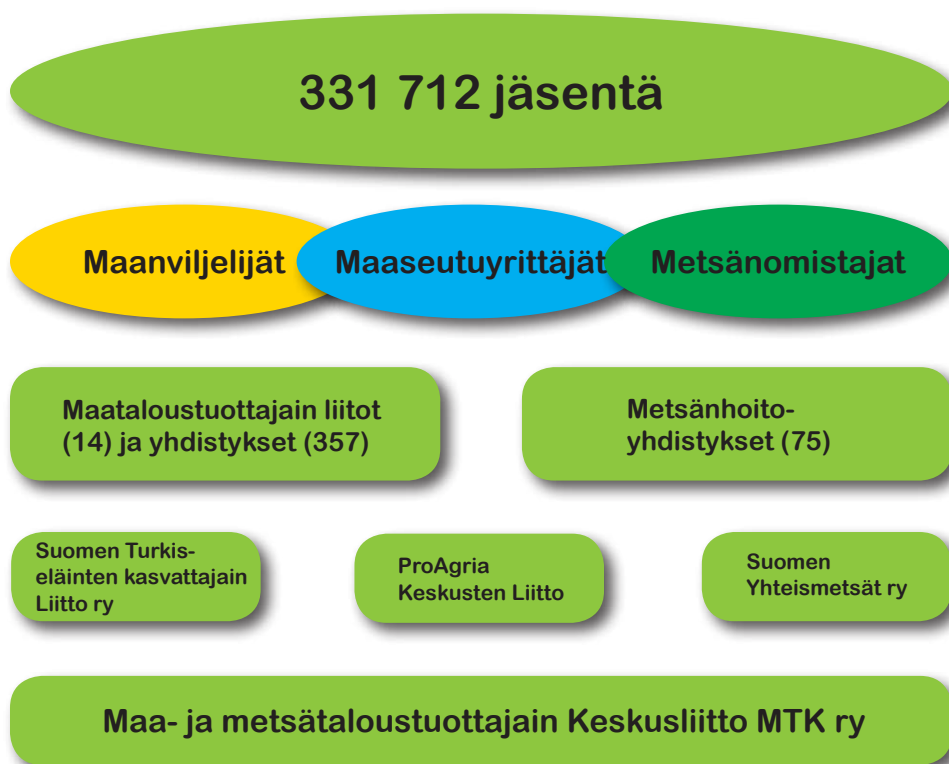 331 712 jäsentä
Maanviljelijät
Maaseutuyrittäjät
Metsänomistajat
Maataloustuottajain liitot
(14) ja yhdistykset (357)
Metsänhoito-
yhdistykset (75)
Suomen Turkis-
eläinten kasvattajain
Liitto ry
ProAgria
Keskusten Liitto
Suomen
Yhteismetsät ry
Maa- ja metsätaloustuottajain Keskusliitto MTK ry